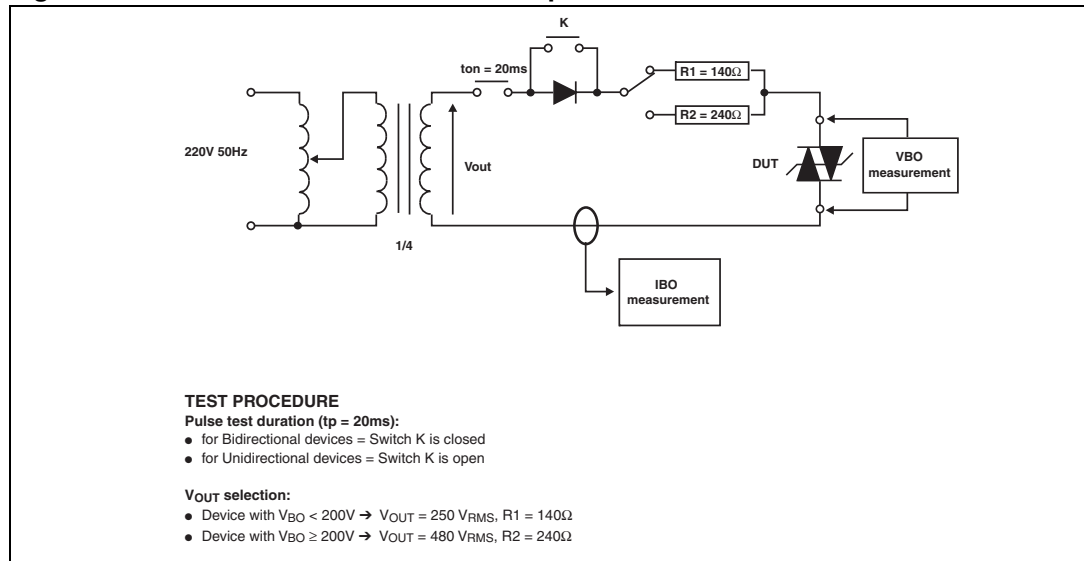 K
ton = 20ms
R1 = 140Ω
R2 = 240Ω
220V 50Hz
Vout
DUT
VBO
measurement
1/4
IBO
measurement
TEST PROCEDURE
Pulse test duration (tp = 20ms):
● for Bidirectional devices = Switch K is closed
● for Unidirectional devices = Switch K is open
VOUT selection:
● Device with VBO < 200V ➔ VOUT = 250 VRMS, R1 = 140Ω
● Device with VBO ≥ 200V ➔ VOUT = 480 VRMS, R2 = 240Ω